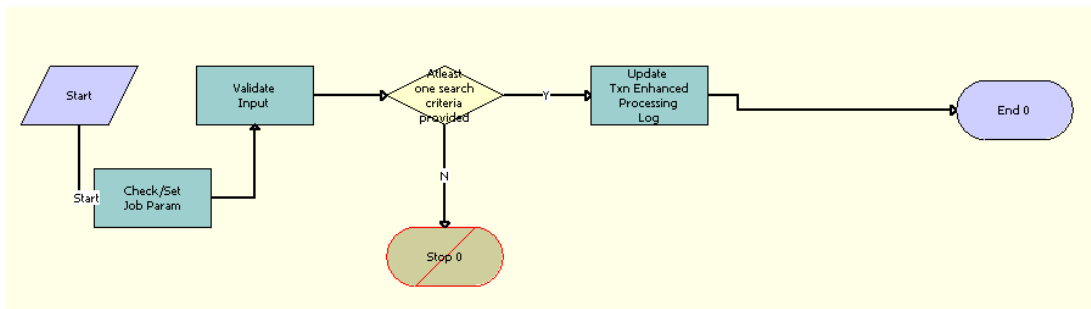 Start
Start
Check/Set
Job Param
Validate
Input
Atleast
one search
criteria
provided
Y
N
Stop 0
Update
Txn Enhanced
Processing
Log
End 0